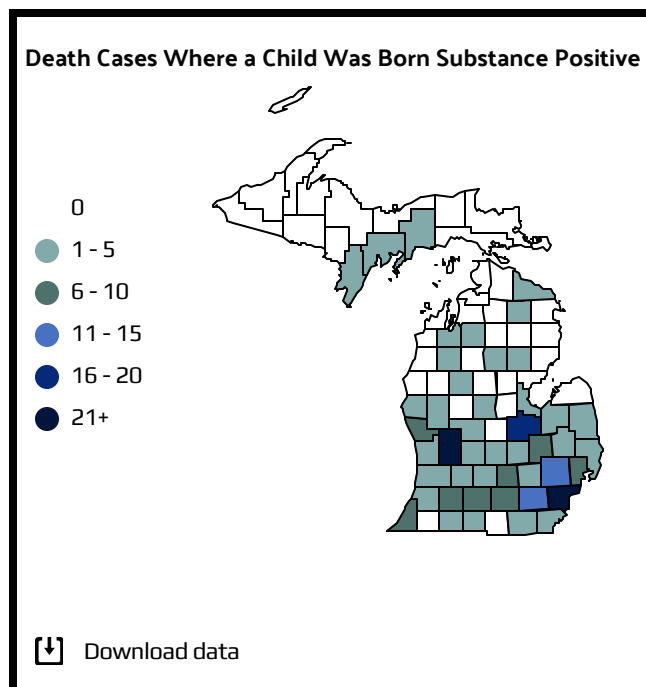 Death Cases Where a Child Was Born Substance Positive
0
1 - 5
6 - 10
11 - 15
16 - 20
21+
Download data